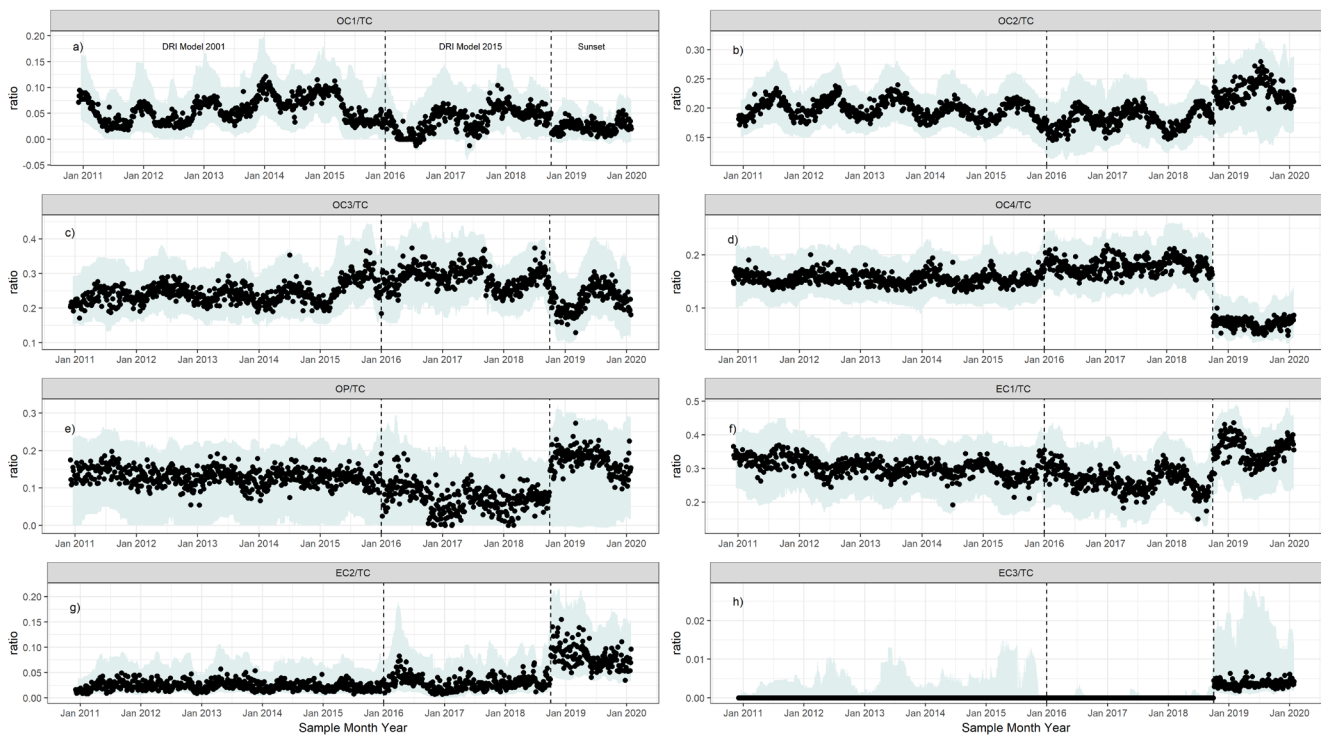 OC1/TC
a)
DRI Model 2001
DRI Model 2015
Sunset
ratio
0.20
0.15
0.10
0.05
0.00
-0.05
Jan 2011 Jan 2012 Jan 2013 Jan 2014 Jan 2015 Jan 2016 Jan 2017 Jan 2018 Jan 2019 Jan 2020
OC2/TC
b)
ratio
0.30
0.25
0.20
0.15
Jan 2011 Jan 2012 Jan 2013 Jan 2014 Jan 2015 Jan 2016 Jan 2017 Jan 2018 Jan 2019 Jan 2020
OC3/TC
c)
ratio
0.4
0.3
0.2
0.1
Jan 2011 Jan 2012 Jan 2013 Jan 2014 Jan 2015 Jan 2016 Jan 2017 Jan 2018 Jan 2019 Jan 2020
OC4/TC
d)
ratio
0.2
0.1
Jan 2011 Jan 2012 Jan 2013 Jan 2014 Jan 2015 Jan 2016 Jan 2017 Jan 2018 Jan 2019 Jan 2020
OP/TC
e)
ratio
0.3
0.2
0.1
0.0
Jan 2011 Jan 2012 Jan 2013 Jan 2014 Jan 2015 Jan 2016 Jan 2017 Jan 2018 Jan 2019 Jan 2020
EC1/TC
f)
ratio
0.5
0.4
0.3
0.2
Jan 2011 Jan 2012 Jan 2013 Jan 2014 Jan 2015 Jan 2016 Jan 2017 Jan 2018 Jan 2019 Jan 2020
EC2/TC
g)
ratio
0.20
0.15
0.10
0.05
0.00
Jan 2011 Jan 2012 Jan 2013 Jan 2014 Jan 2015 Jan 2016 Jan 2017 Jan 2018 Jan 2019 Jan 2020
Sample Month Year
EC3/TC
h)
ratio
0.02
0.01
0.00
Jan 2011 Jan 2012 Jan 2013 Jan 2014 Jan 2015 Jan 2016 Jan 2017 Jan 2018 Jan 2019 Jan 2020
Sample Month Year